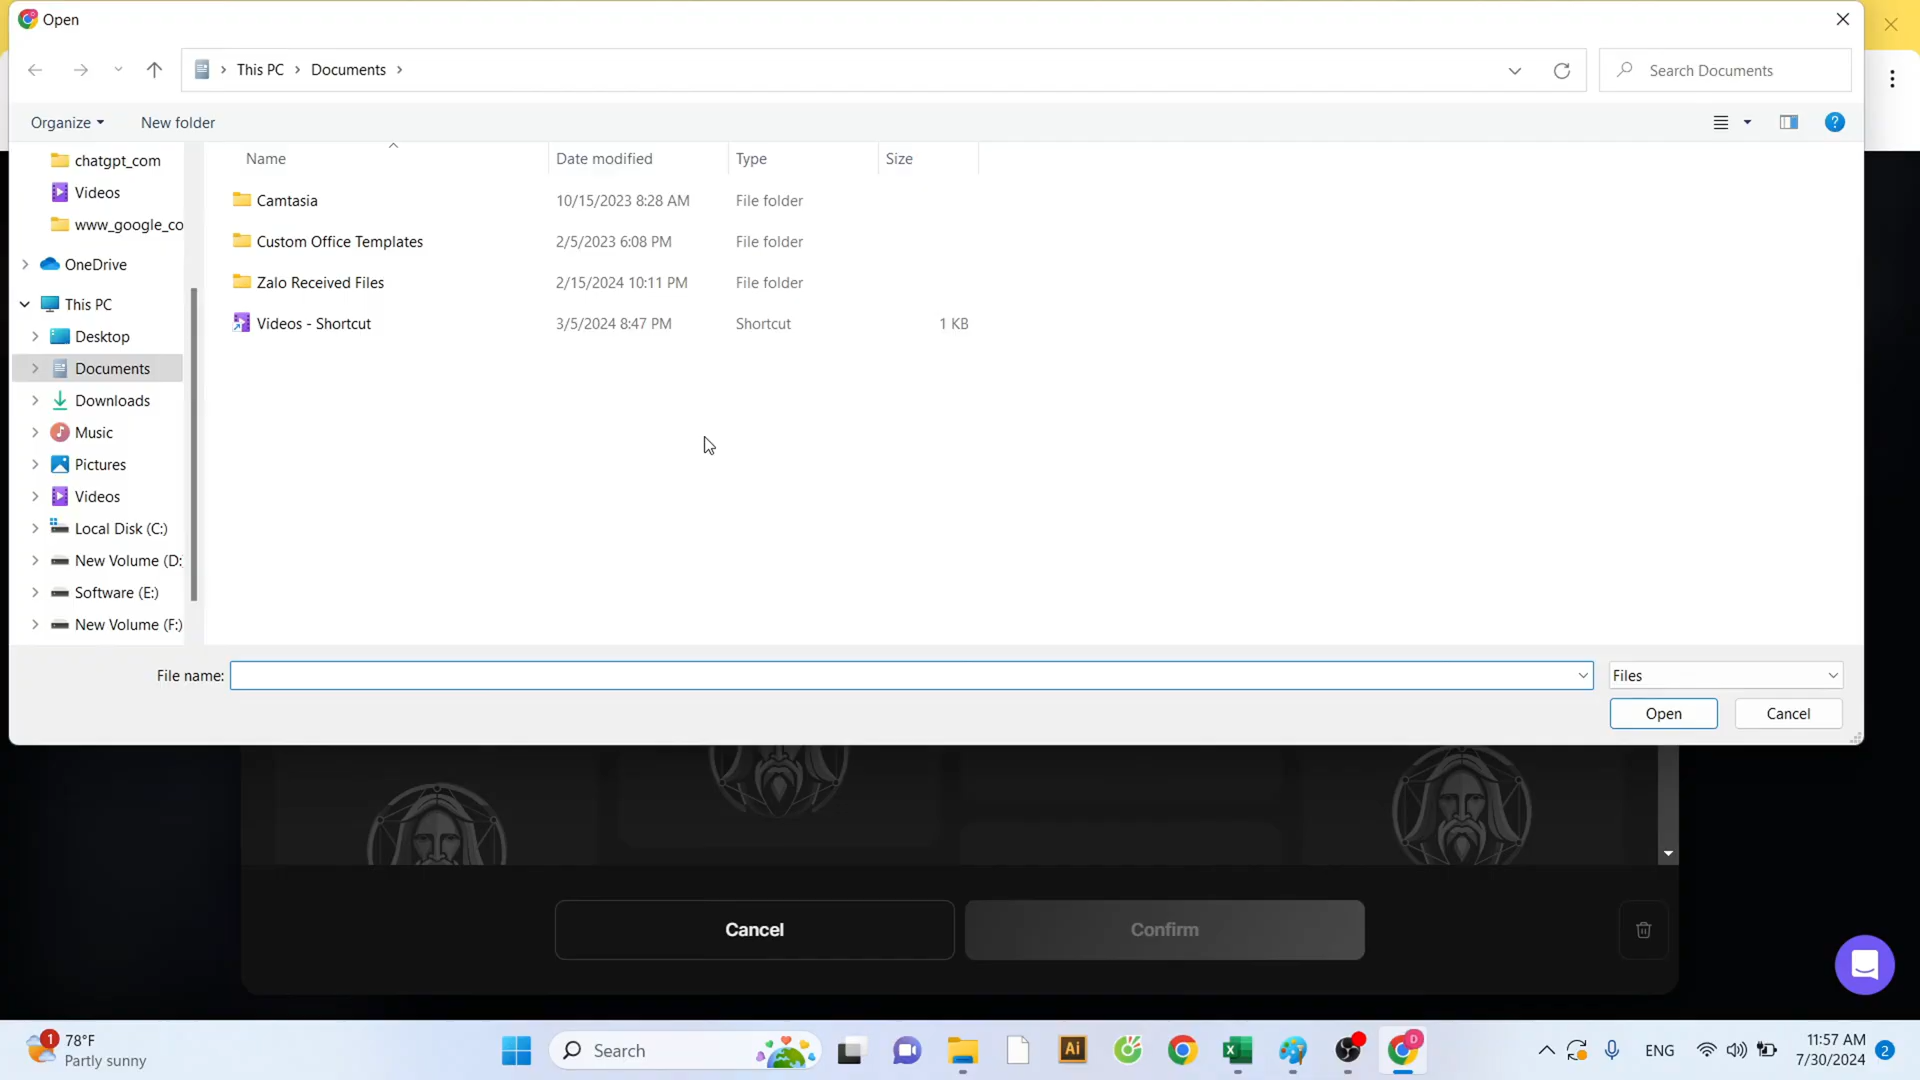 Open
This PC > Documents >
Search Documents
Organize
New folder
?
chatgpt_com
Videos
www_google_co
OneDrive
This PC
Desktop
Documents
Downloads
Music
Pictures
Videos
Local Disk (C:)
New Volume (D:
Software (E:)
New Volume (F:)
Name Date modified Type Size
Camtasia 10/15/2023 8:28 AM File folder
Custom Office Templates 2/5/2023 6:08 PM File folder
Zalo Received Files 2/15/2024 10:11 PM File folder
Videos - Shortcut 3/5/2024 8:47 PM Shortcut 1 KB
File name:
Files
Open
Cancel
Cancel
Confirm
1
78°F
Partly sunny
Search
Ai
D
ENG
11:57 AM
7/30/2024
2